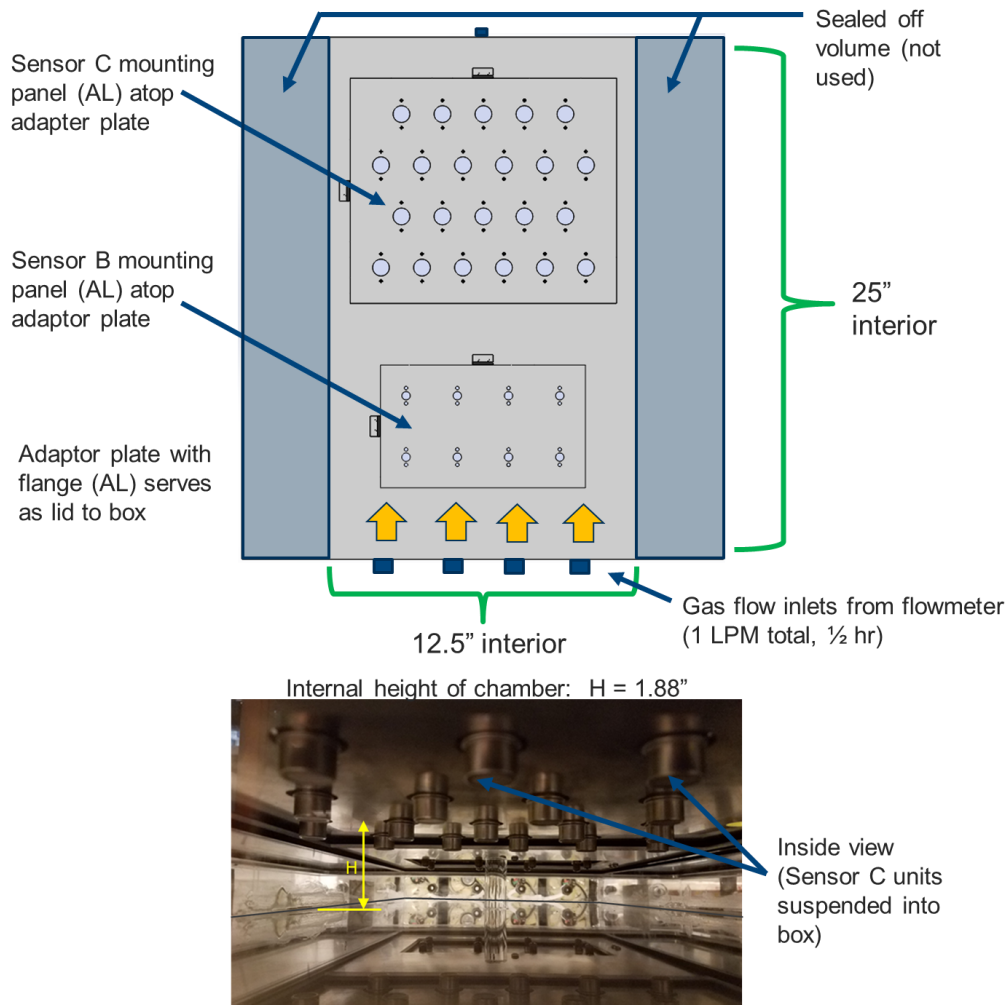 Sealed off
volume (not
used)
Sensor C mounting
panel (AL) atop
adapter plate
Sensor B mounting
panel (AL) atop
adaptor plate
25”
interior
Adaptor plate with
flange (AL) serves
as lid to box
Gas flow inlets from flowmeter
(1 LPM total, ½ hr)
12.5” interior
Internal height of chamber: H = 1.88”
H
Inside view
(Sensor C units
suspended into
box)